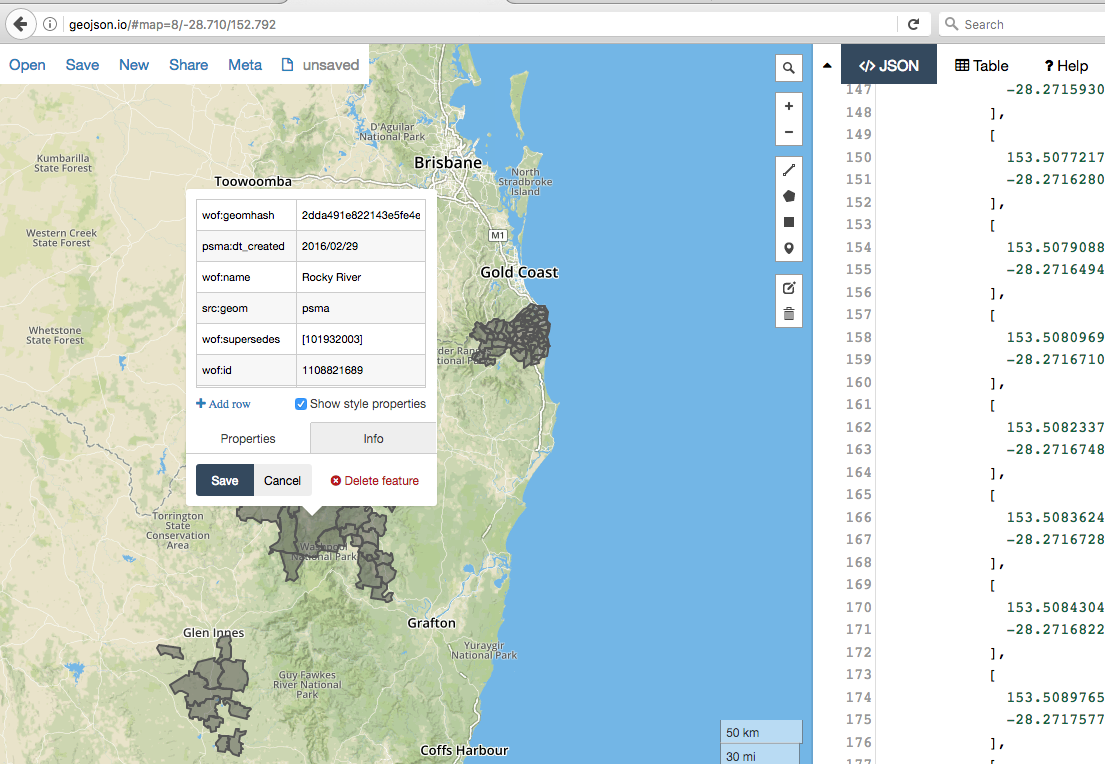 geojson.io/#map=8/-28.710/152.792
Search
Open Save New Share Meta unsaved
JSON Table ? Help
D'Aguilar
National Park
Kumbarilla
State Forest
Brisbane
North
Stradbroke
Island
Toowoomba
Western Creek
State Forest
M1
Gold Coast
Whetstone
State Forest
wof:geomhash 2dda491e822143e5fe4e
psma:dt_created 2016/02/29
wof:name Rocky River
src:geom psma
wof:supersedes [101932003]
wof:id 1108821689
+ Add row Show style properties
Properties Info
Save Cancel Delete feature
Torrington
State
Conservation
Area
National Park
Grafton
Glen Innes
Yuraygir
National Park
Guy Fawkes
River National
Park
Coffs Harbour
50 km
30 mi
+
−
147 -28.2715930
148 ],
149 [
150 153.5077217
151 -28.2716280
152 ],
153 [
154 153.5079088
155 -28.2716494
156 ],
157 [
158 153.5080969
159 -28.2716710
160 ],
161 [
162 153.5082337
163 -28.2716748
164 ],
165 [
166 153.5083624
167 -28.2716728
168 ],
169 [
170 153.5084304
171 -28.2716822
172 ],
173 [
174 153.5089765
175 -28.2717577
176 ],
177 [